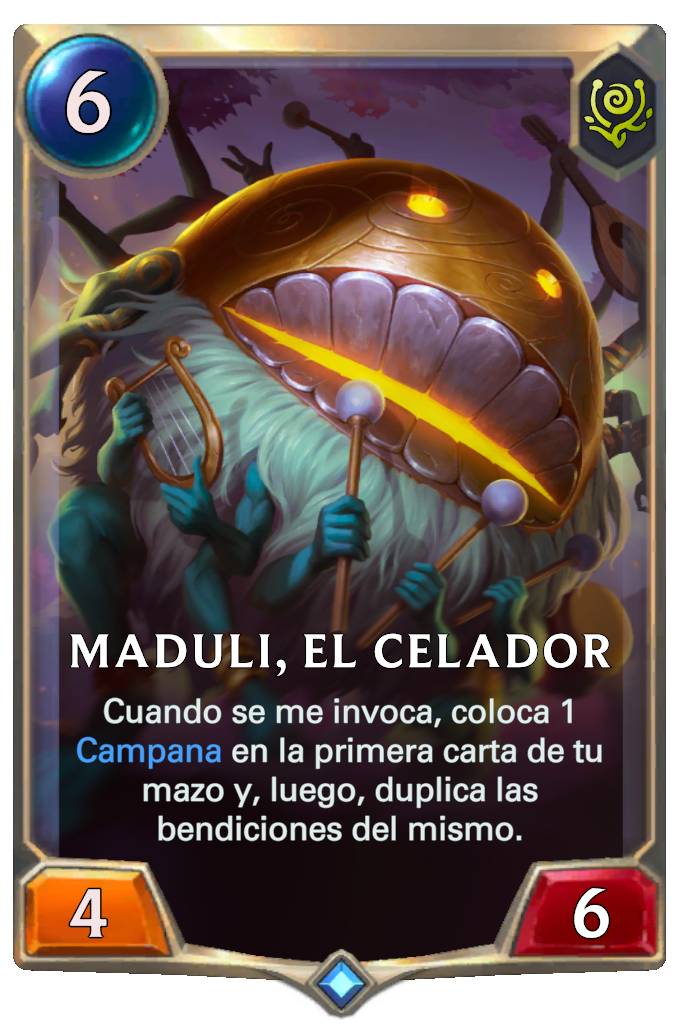 6
MADULI, EL CELADOR
Cuando se me invoca, coloca 1
Campana en la primera carta de tu
mazo y, luego, duplica las
bendiciones del mismo.
4
6